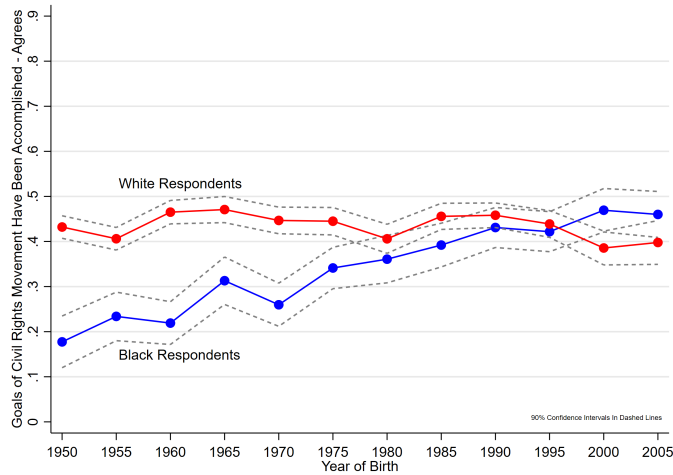 Goals of Civil Rights Movement Have Been Accomplished - Agrees
.9
.8
.7
.6
.5
.4
.3
.2
.1
0
White Respondents
Black Respondents
90% Confidence Intervals In Dashed Lines
1950 1955 1960 1965 1970 1975 1980 1985 1990 1995 2000 2005
Year of Birth